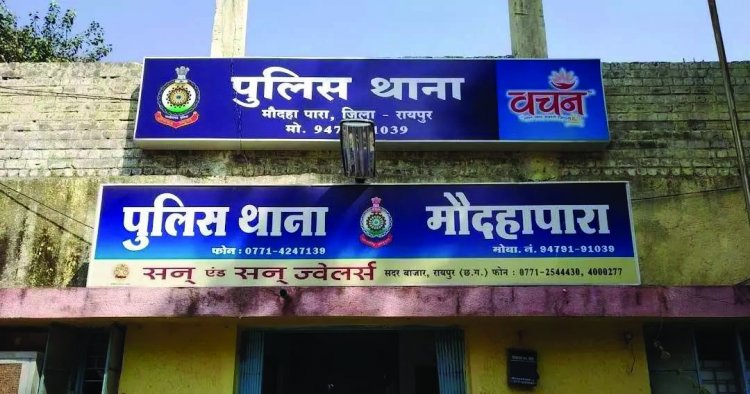 पुलिस थाना
मौदहा पारा, जिला - रायपुर
वचन
पुलिस थाना
मौदहापारा
फोन : 0771-4247139
मोबा. नं. 94791-91039
सन् एंड सन् ज्वेलर्स सदर बाजार, रायपुर (छ.ग.) फोन : 0771-2544430, 4000277